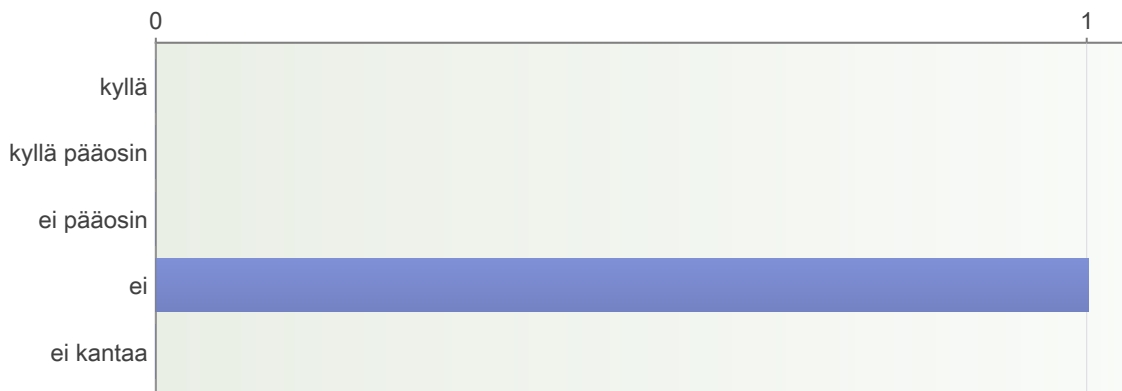 0 1
kyllä
kyllä pääosin
ei pääosin
ei
ei kantaa